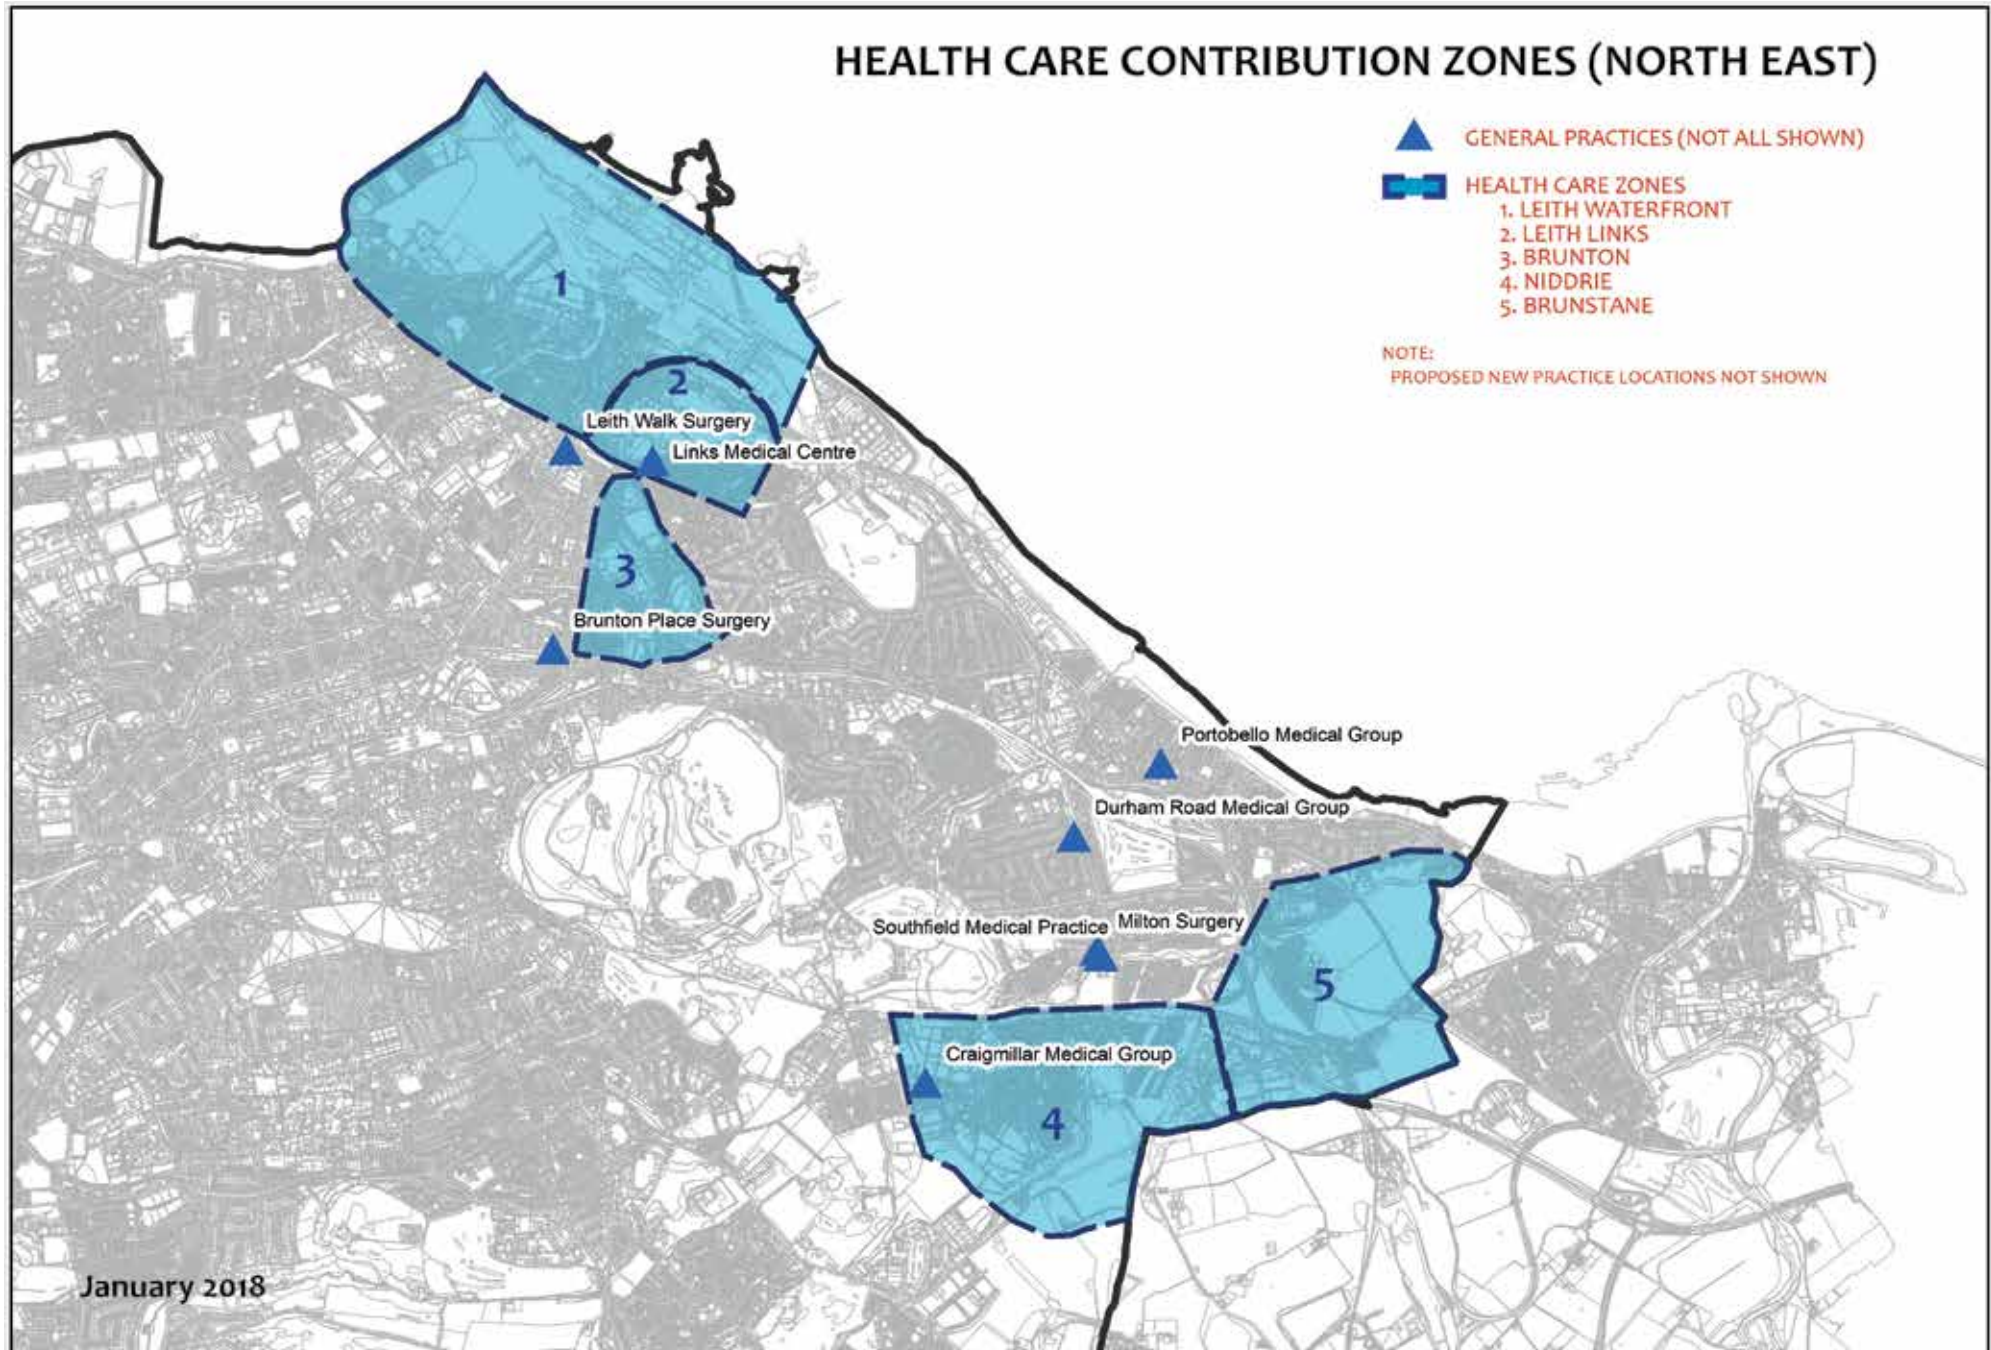 HEALTH CARE CONTRIBUTION ZONES (NORTH EAST)
GENERAL PRACTICES (NOT ALL SHOWN)
HEALTH CARE ZONES
1. LEITH WATERFRONT
2. LEITH LINKS
3. BRUNTON
4. NIDDRIE
5. BRUNSTANE
NOTE:
PROPOSED NEW PRACTICE LOCATIONS NOT SHOWN
1
2
Leith Walk Surgery
Links Medical Centre
3
Brunton Place Surgery
Portobello Medical Group
Durham Road Medical Group
Southfield Medical Practice
Milton Surgery
5
Craigmillar Medical Group
4
January 2018